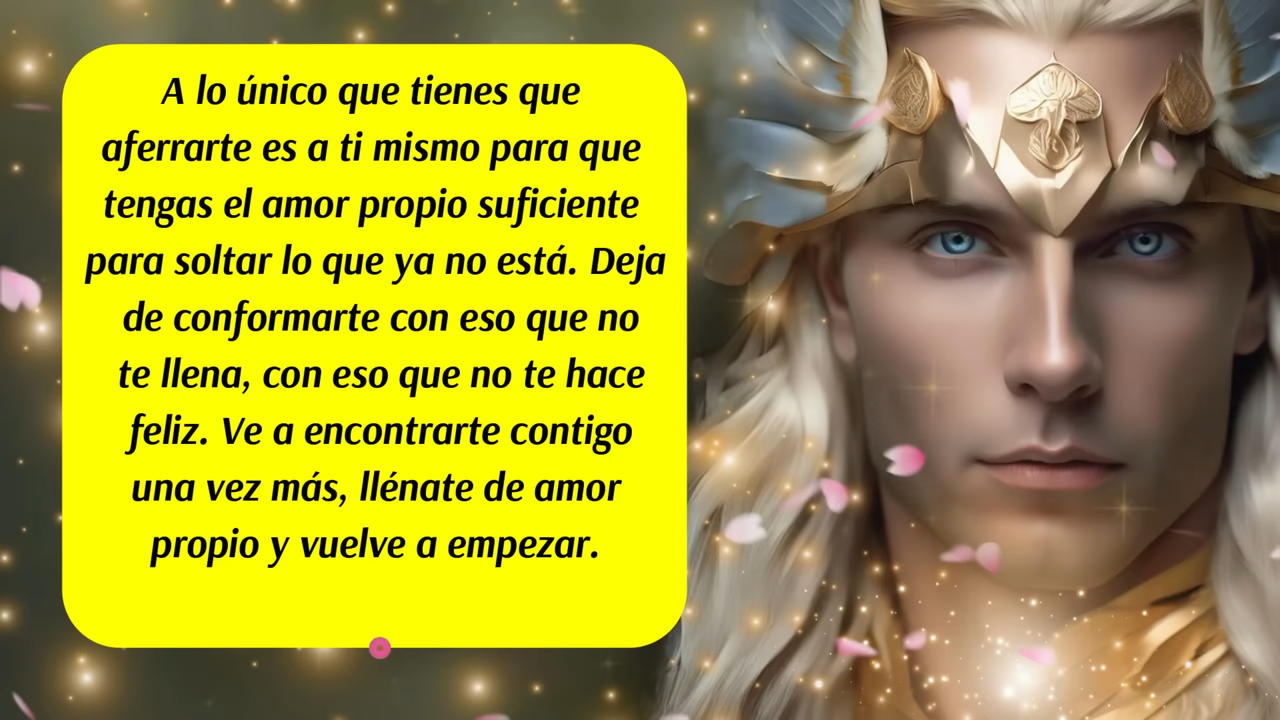 A lo único que tienes que
aferrarte es a ti mismo para que
tengas el amor propio suficiente
para soltar lo que ya no está. Deja
de conformarte con eso que no
te llena, con eso que no te hace
feliz. Ve a encontrarte contigo
una vez más, llénate de amor
propio y vuelve a empezar.